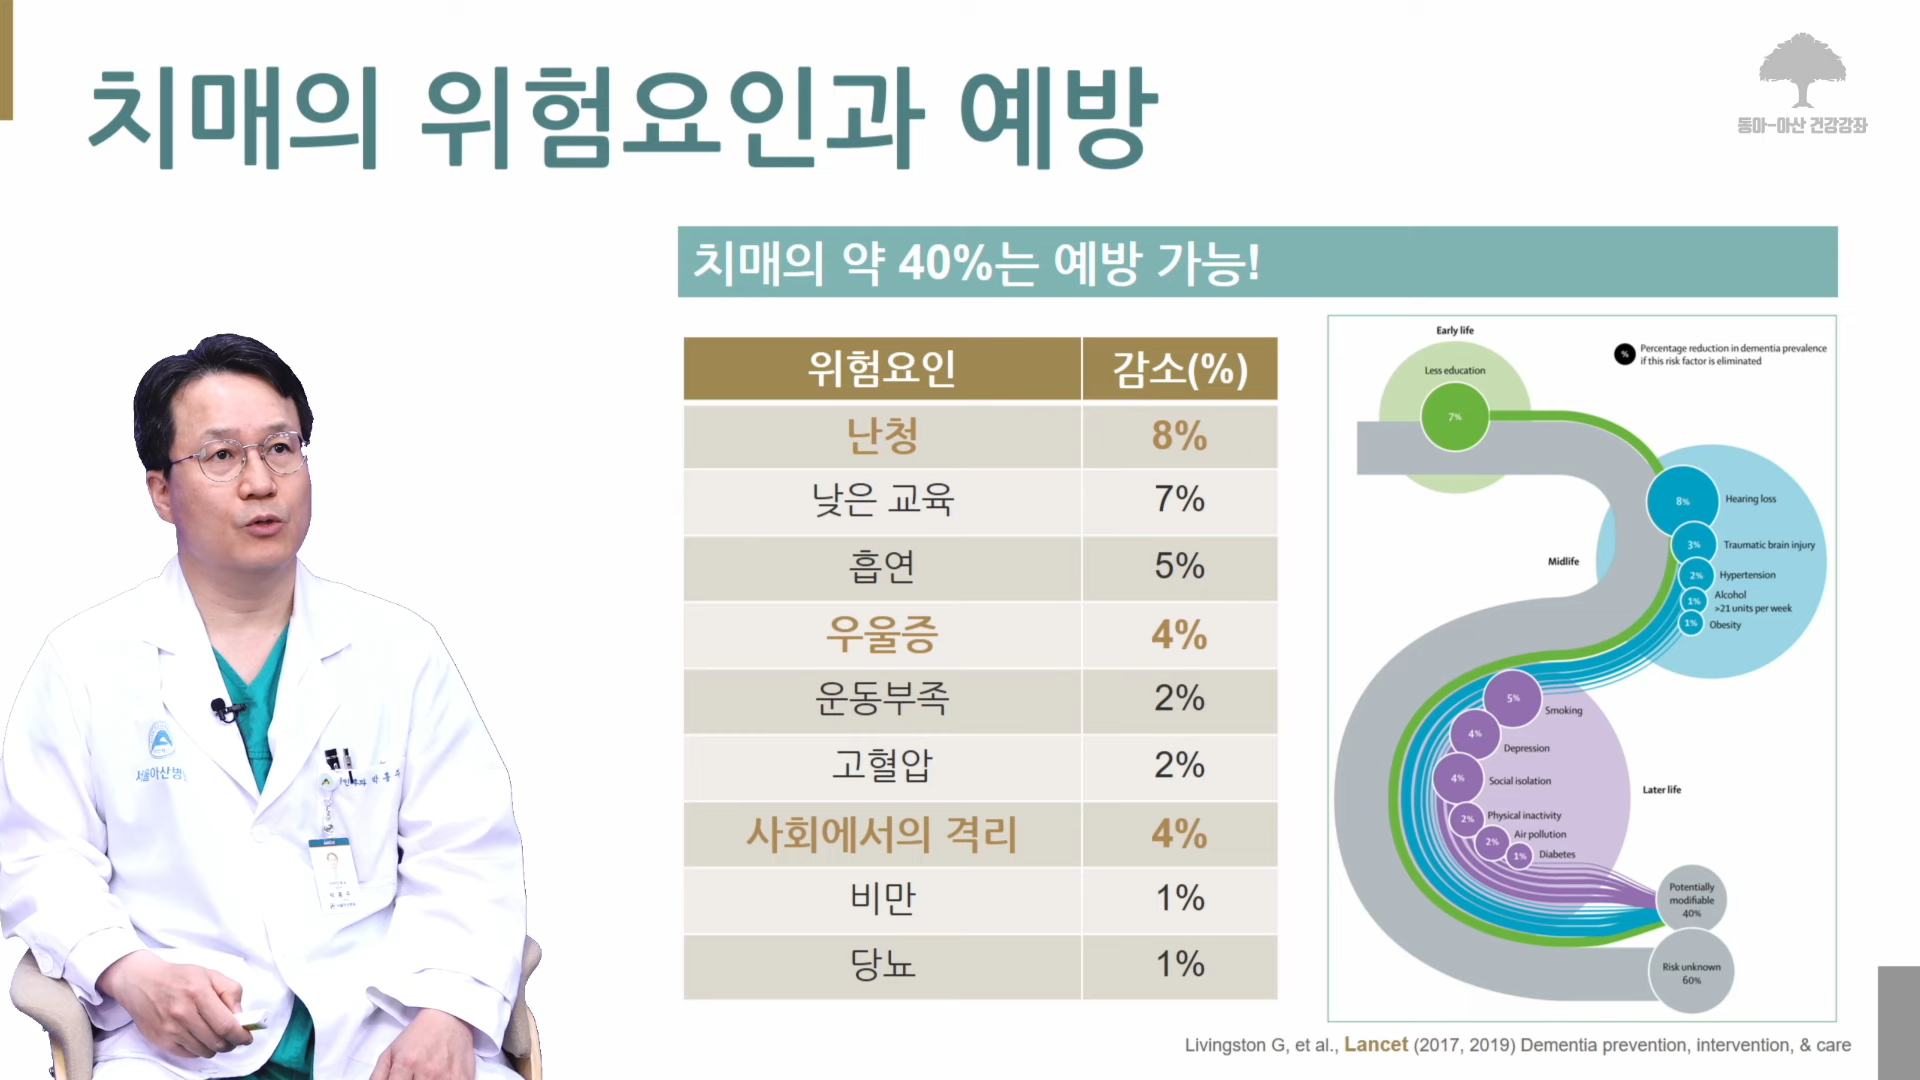 치매의 위험요인과 예방
동아-아산 건강강좌
치매의 약 40%는 예방 가능!
위험요인 감소(%)
난청 8%
낮은 교육 7%
흡연 5%
우울증 4%
운동부족 2%
고혈압 2%
사회에서의 격리 4%
비만 1%
당뇨 1%
Early life
% Percentage reduction in dementia prevalence
if this risk factor is eliminated
Less education
7%
8% Hearing loss
3% Traumatic brain injury
Midlife
2% Hypertension
1% Alcohol
>21 units per week
1% Obesity
5% Smoking
4% Depression
4% Social isolation
Later life
2% Physical inactivity
2% Air pollution
1% Diabetes
Potentially
modifiable
40%
Risk unknown
60%
Livingston G, et al., Lancet (2017, 2019) Dementia prevention, intervention, & care
서울아산병